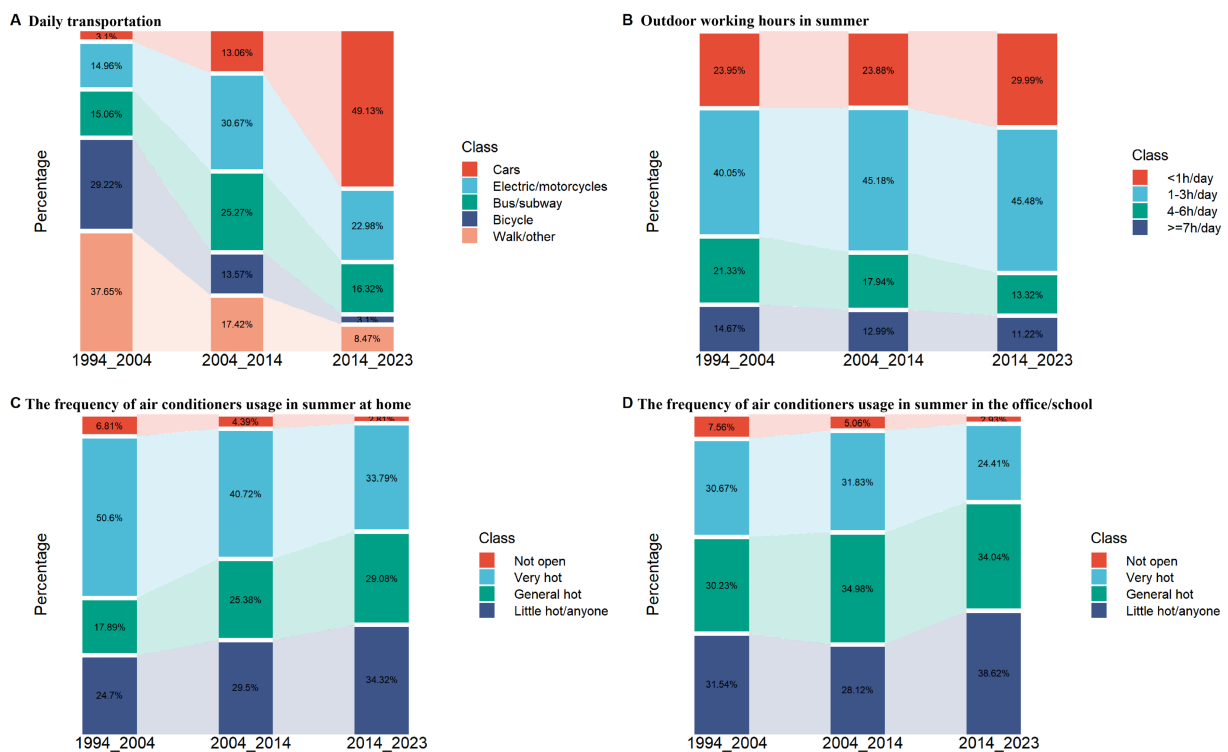 A Daily transportation
Percentage
3.1%
14.96%
15.06%
29.22%
37.65%
13.06%
30.67%
25.27%
13.57%
17.42%
49.13%
22.98%
16.32%
3.1%
8.47%
1994_2004
2004_2014
2014_2023
Class
Cars
Electric/motorcycles
Bus/subway
Bicycle
Walk/other
B Outdoor working hours in summer
Percentage
23.95%
40.05%
21.33%
14.67%
23.88%
45.18%
17.94%
12.99%
29.99%
45.48%
13.32%
11.22%
1994_2004
2004_2014
2014_2023
Class
<1h/day
1-3h/day
4-6h/day
>=7h/day
C The frequency of air conditioners usage in summer at home
Percentage
6.81%
50.6%
17.89%
24.7%
4.39%
40.72%
25.38%
29.5%
2.81%
33.79%
29.08%
34.32%
1994_2004
2004_2014
2014_2023
Class
Not open
Very hot
General hot
Little hot/anyone
D The frequency of air conditioners usage in summer in the office/school
Percentage
7.56%
30.67%
30.23%
31.54%
5.06%
31.83%
34.98%
28.12%
2.93%
24.41%
34.04%
38.62%
1994_2004
2004_2014
2014_2023
Class
Not open
Very hot
General hot
Little hot/anyone